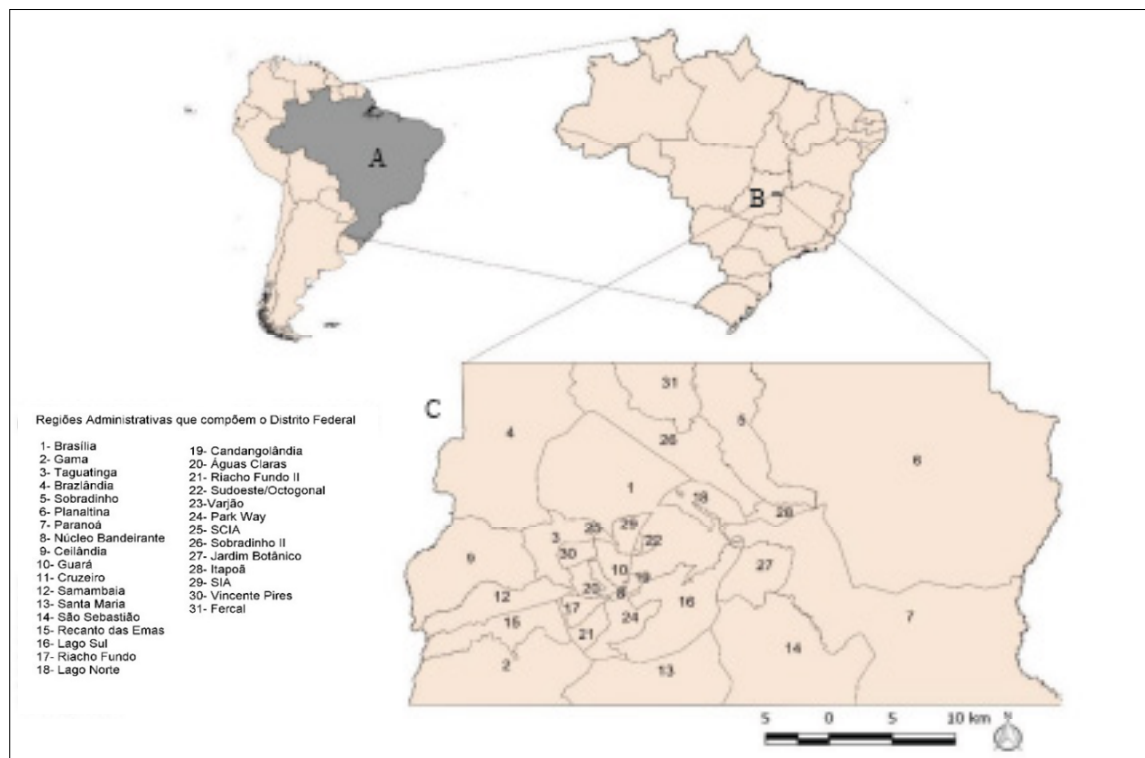 A
B
C
Regiões Administrativas que compõem o Distrito Federal
1- Brasília
2- Gama
3- Taguatinga
4- Brazlândia
5- Sobradinho
6- Planaltina
7- Paranoá
8- Núcleo Bandeirante
9- Ceilândia
10- Guará
11- Cruzeiro
12- Samambaia
13- Santa Maria
14- São Sebastião
15- Recanto das Emas
16- Lago Sul
17- Riacho Fundo
18- Lago Norte
19- Candangolândia
20- Águas Claras
21- Riacho Fundo II
22- Sudoeste/Octogonal
23-Varjão
24- Park Way
25- SCIA
26- Sobradinho II
27- Jardim Botânico
28- Itapoã
29- SIA
30- Vincente Pires
31- Fercal
31
4
5
26
6
1
18
28
25
29
3
22
30
9
10
27
19
20
8
12
16
17
24
7
15
21
14
2
13
5 0 5 10 km
N